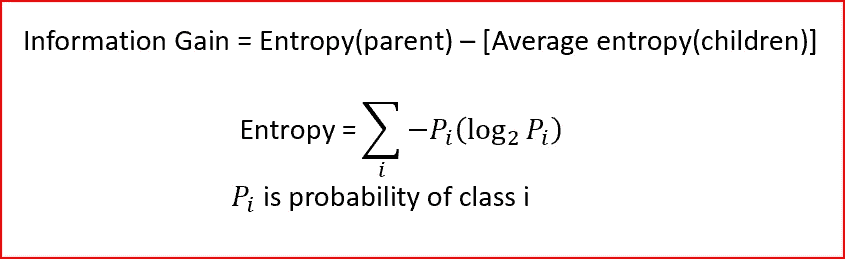 Information Gain = Entropy(parent) – [Average entropy(children)]
Entropy = ∑ᵢ −Pᵢ(log₂ Pᵢ)
Pᵢ is probability of class i